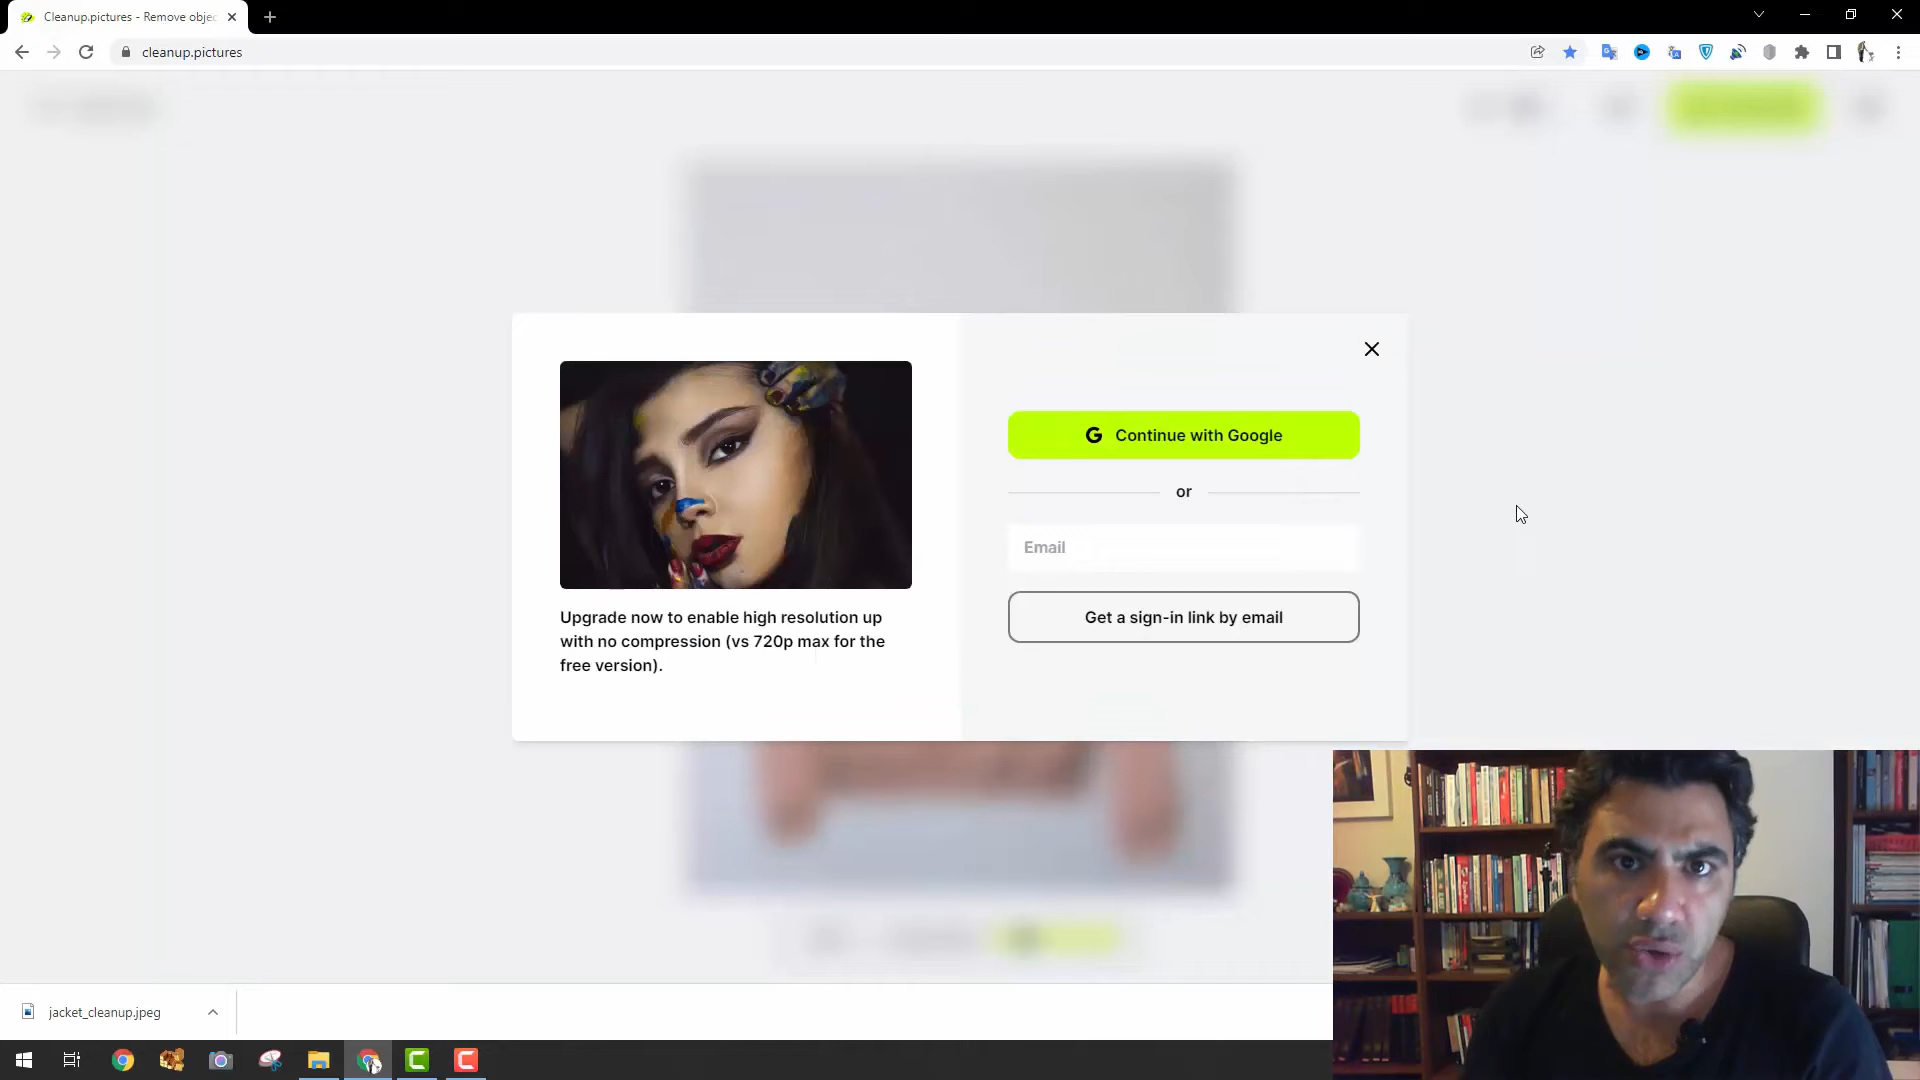 Cleanup.pictures - Remove objec
cleanup.pictures
Continue with Google
or
Email
Get a sign-in link by email
Upgrade now to enable high resolution up
with no compression (vs 720p max for the
free version).
jacket_cleanup.jpeg